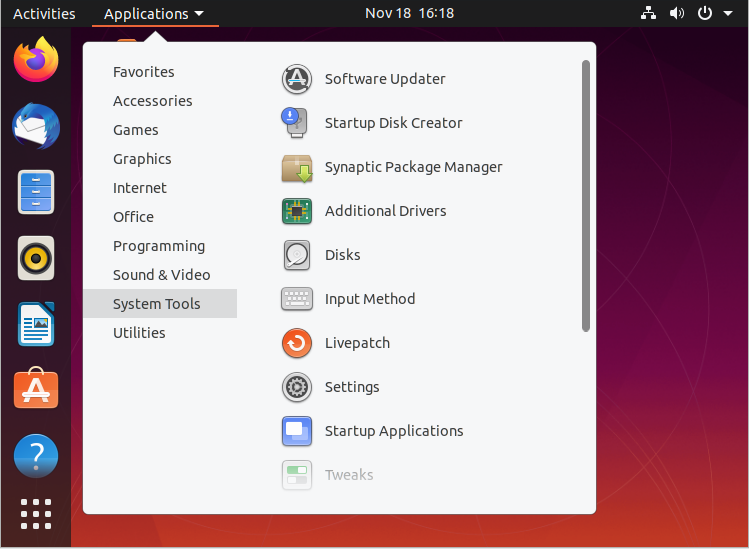 Activities Applications Nov 18 16:18
Favorites
Accessories
Games
Graphics
Internet
Office
Programming
Sound & Video
System Tools
Utilities
Software Updater
Startup Disk Creator
Synaptic Package Manager
Additional Drivers
Disks
Input Method
Livepatch
Settings
Startup Applications
Tweaks